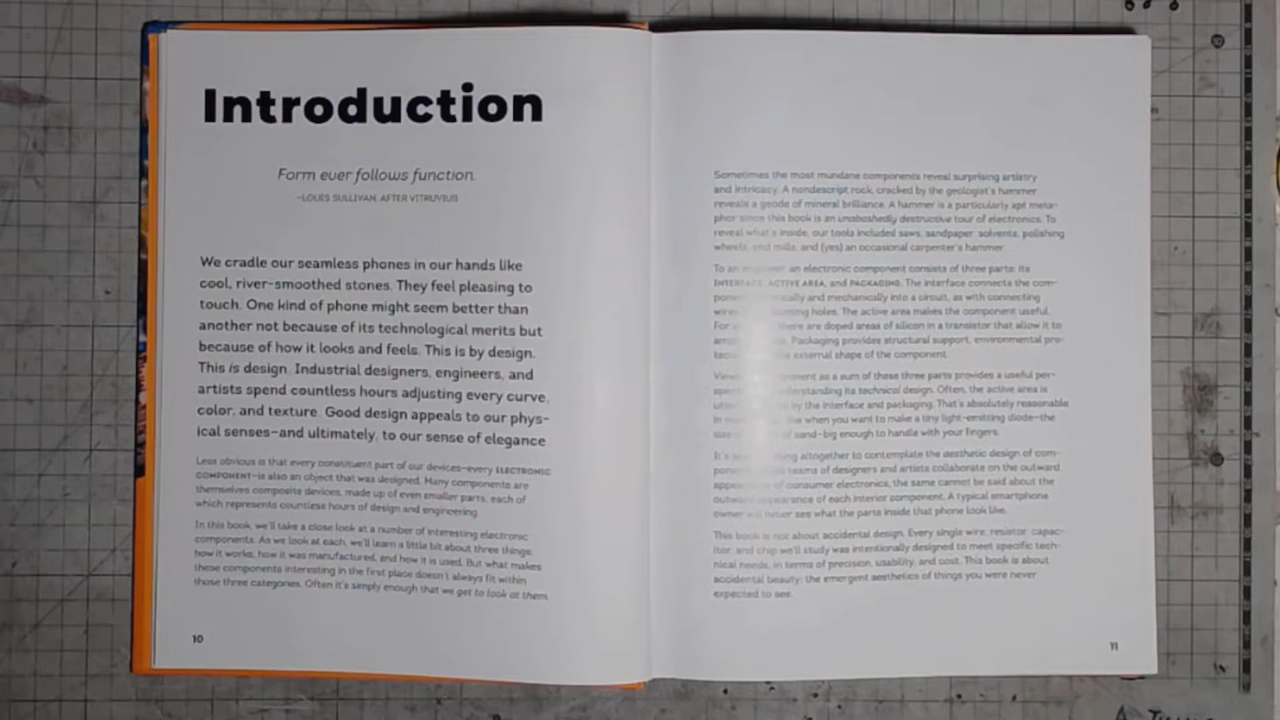 Introduction
Form ever follows function.
–LOUIS SULLIVAN, AFTER VITRUVIUS
We cradle our seamless phones in our hands like
cool, river-smoothed stones. They feel pleasing to
touch. One kind of phone might seem better than
another not because of its technological merits but
because of how it looks and feels. This is by design.
This is design. Industrial designers, engineers, and
artists spend countless hours adjusting every curve,
color, and texture. Good design appeals to our phys-
ical senses—and ultimately, to our sense of elegance
Less obvious is that every constituent part of our devices—every ELECTRONIC
COMPONENT—is also an object that was designed. Many components are
themselves composite devices, made up of even smaller parts, each of
which represents countless hours of design and engineering.
In this book, we'll take a close look at a number of interesting electronic
components. As we look at each, we'll learn a little bit about three things:
how it works, how it was manufactured, and how it is used. But what makes
these components interesting in the first place doesn't always fit within
those three categories. Often it's simply enough that we get to look at them.
10
Sometimes the most mundane components reveal surprising artistry
and intricacy. A nondescript rock, cracked by the geologist's hammer
reveals a geode of mineral brilliance. A hammer is a particularly apt meta-
phor since this book is an unabashedly destructive tour of electronics. To
reveal what's inside, our tools included saws, sandpaper, solvents, polishing
wheels, and mills, and (yes) an occasional carpenter's hammer.
To an an electronic component consists of three parts: its
INTERFACE, ACTIVE AREA, and PACKAGING. The interface connects the com-
and mechanically into a circuit, as with connecting
holes. The active area makes the component useful.
For there are doped areas of silicon in a transistor that allow it to
Packaging provides structural support, environmental pro-
external shape of the component.
as a sum of these three parts provides a useful per-
its technical design. Often, the active area is
by the interface and packaging. That's absolutely reasonable
in when you want to make a tiny light-emitting diode—the
size of sand—big enough to handle with your fingers.
It's altogether to contemplate the aesthetic design of com-
teams of designers and artists collaborate on the outward
of consumer electronics, the same cannot be said about the
outward appearance of each interior component. A typical smartphone
owner will never see what the parts inside that phone look like.
This book is not about accidental design. Every single wire, resistor, capac-
itor, and chip we'll study was intentionally designed to meet specific tech-
nical needs, in terms of precision, usability, and cost. This book is about
accidental beauty: the emergent aesthetics of things you were never
expected to see.
11